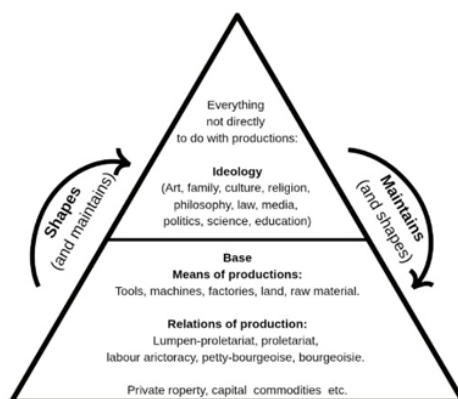 Everything
not directly
to do with productions:
Ideology
(Art, family, culture, religion,
philosophy, law, media,
politics, science, education)
Shapes
(and maintains)
Maintains
(and shapes)
Base
Means of productions:
Tools, machines, factories, land, raw material.
Relations of production:
Lumpen-proletariat, proletariat,
labour arictoracy, petty-bourgeoise, bourgeoisie.
Private roperty, capital commodities etc.